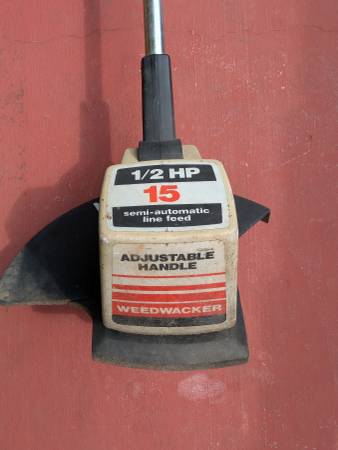 1/2 HP
15
semi-automatic
line feed
ADJUSTABLE
HANDLE
WEEDWACKER